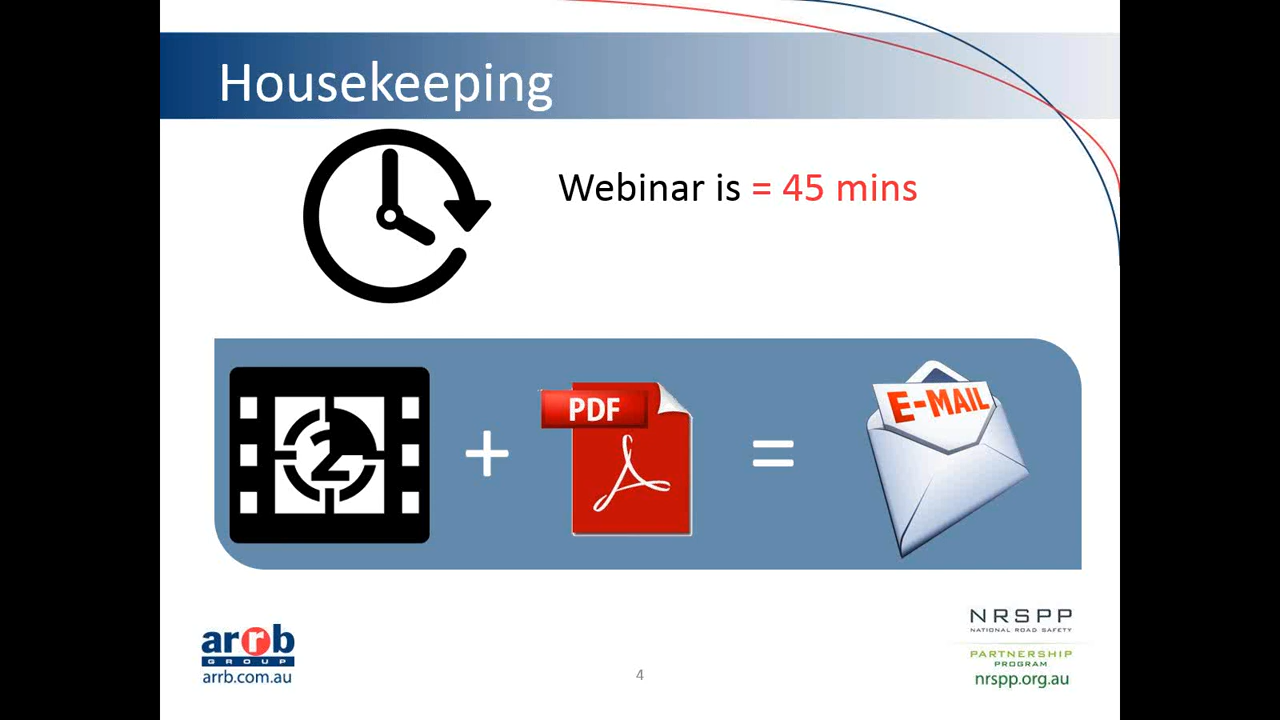 Housekeeping
Webinar is = 45 mins
2
+
PDF
=
E-MAIL
arrb
GROUP
arrb.com.au
4
NRSPP
NATIONAL ROAD SAFETY
PARTNERSHIP
PROGRAM
nrspp.org.au